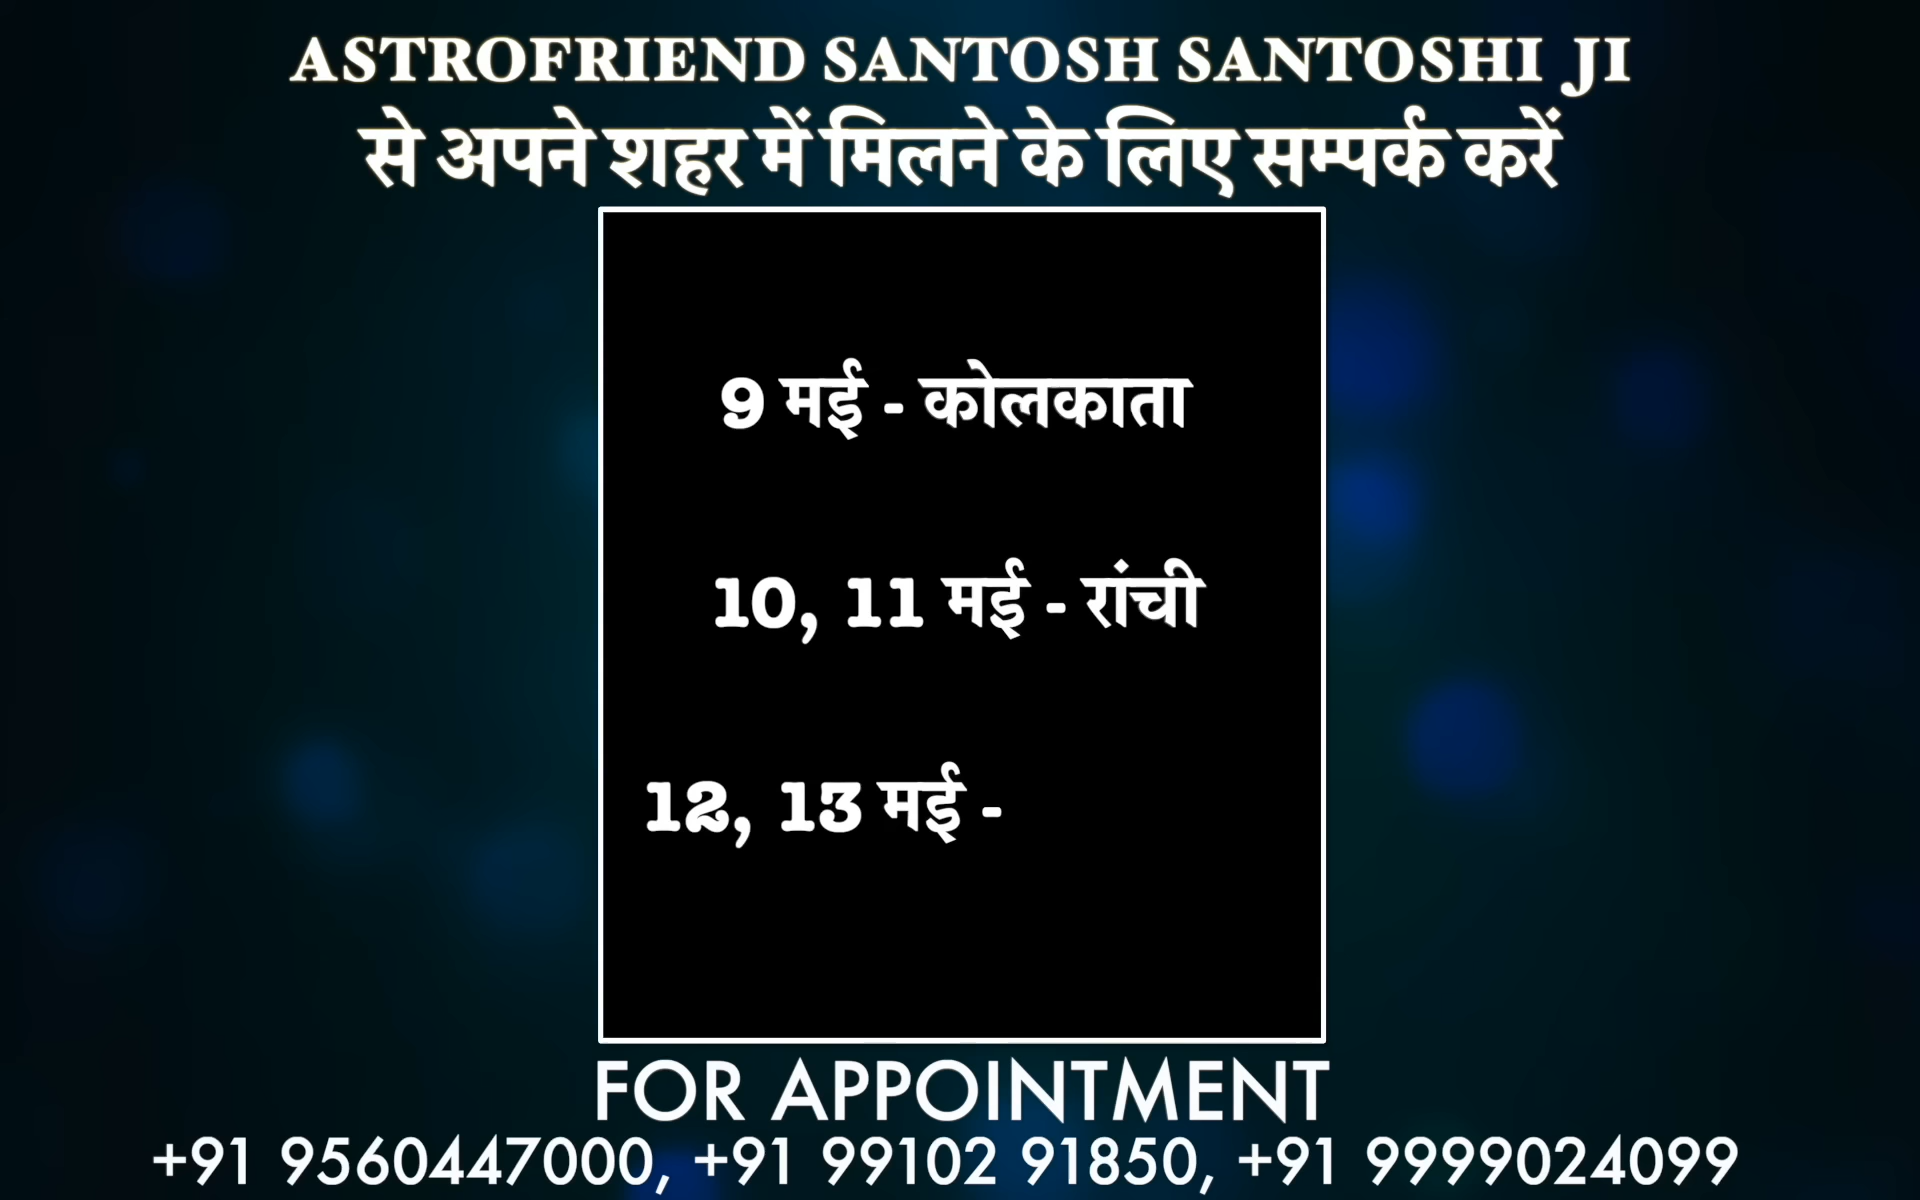 ASTROFRIEND SANTOSH SANTOSHI JI
से अपने शहर में मिलने के लिए सम्पर्क करें
9 मई - कोलकाता
10, 11 मई - रांची
12, 13 मई -
FOR APPOINTMENT
+91 9560447000, +91 99102 91850, +91 9999024099